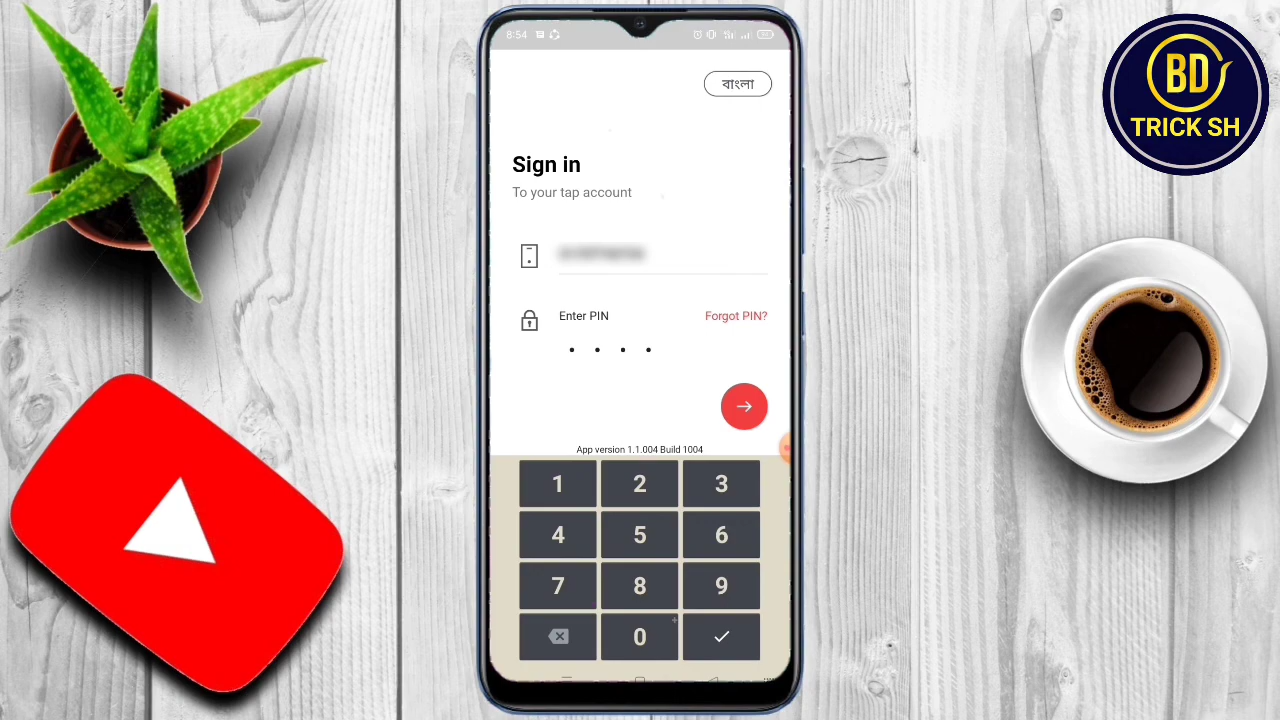 8:54
বাংলা
BD
TRICK SH
Sign in
To your tap account
Enter PIN
Forgot PIN?
App version 1.1.004 Build 1004
1 2 3
4 5 6
7 8 9
0 +